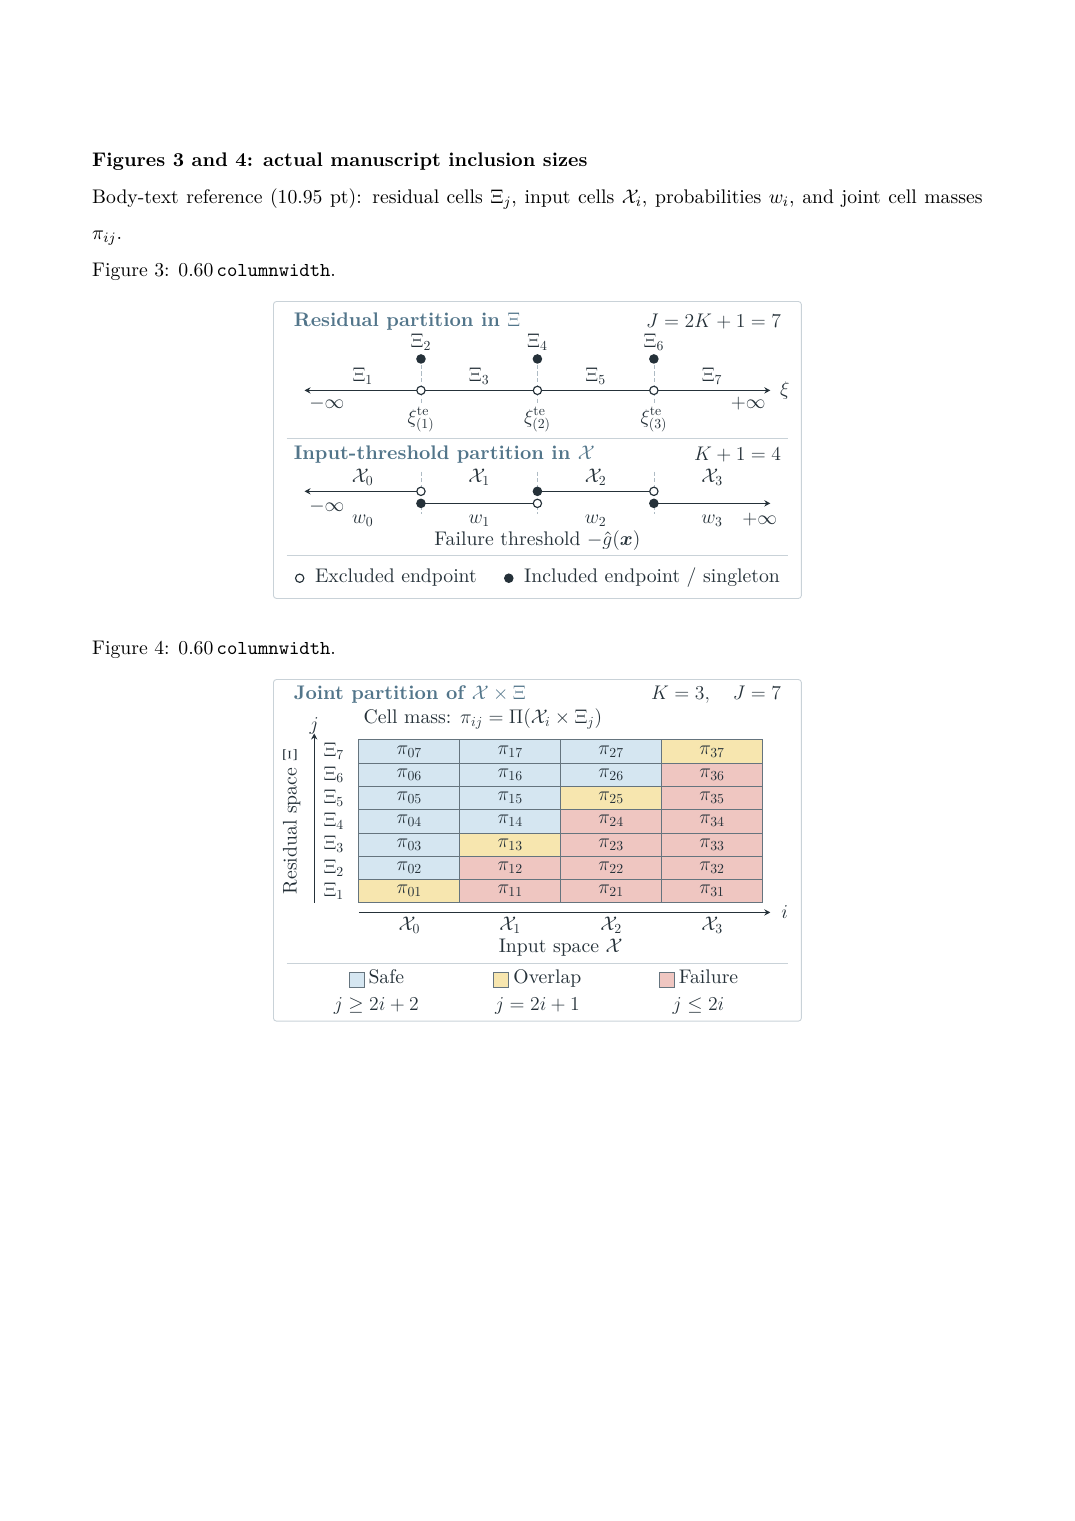 Figures 3 and 4: actual manuscript inclusion sizes
Body-text reference (10.95 pt): residual cells Ξ_j, input cells 𝒳_i, probabilities w_i, and joint cell masses
π_ij.
Figure 3: 0.60 columnwidth.
Residual partition in Ξ J = 2K + 1 = 7
Ξ_2 Ξ_4 Ξ_6
Ξ_1 Ξ_3 Ξ_5 Ξ_7
ξ
−∞ +∞
ξ^te_(1) ξ^te_(2) ξ^te_(3)
Input-threshold partition in 𝒳 K + 1 = 4
𝒳_0 𝒳_1 𝒳_2 𝒳_3
−∞ w_0 w_1 w_2 w_3 +∞
Failure threshold −ĝ(𝒙)
Excluded endpoint Included endpoint / singleton
Figure 4: 0.60 columnwidth.
Joint partition of 𝒳 × Ξ K = 3, J = 7
Cell mass: π_ij = Π(𝒳_i × Ξ_j)
j
Residual space Ξ
Ξ_7 π_07 π_17 π_27 π_37
Ξ_6 π_06 π_16 π_26 π_36
Ξ_5 π_05 π_15 π_25 π_35
Ξ_4 π_04 π_14 π_24 π_34
Ξ_3 π_03 π_13 π_23 π_33
Ξ_2 π_02 π_12 π_22 π_32
Ξ_1 π_01 π_11 π_21 π_31
i
𝒳_0 𝒳_1 𝒳_2 𝒳_3
Input space 𝒳
Safe Overlap Failure
j ≥ 2i + 2 j = 2i + 1 j ≤ 2i